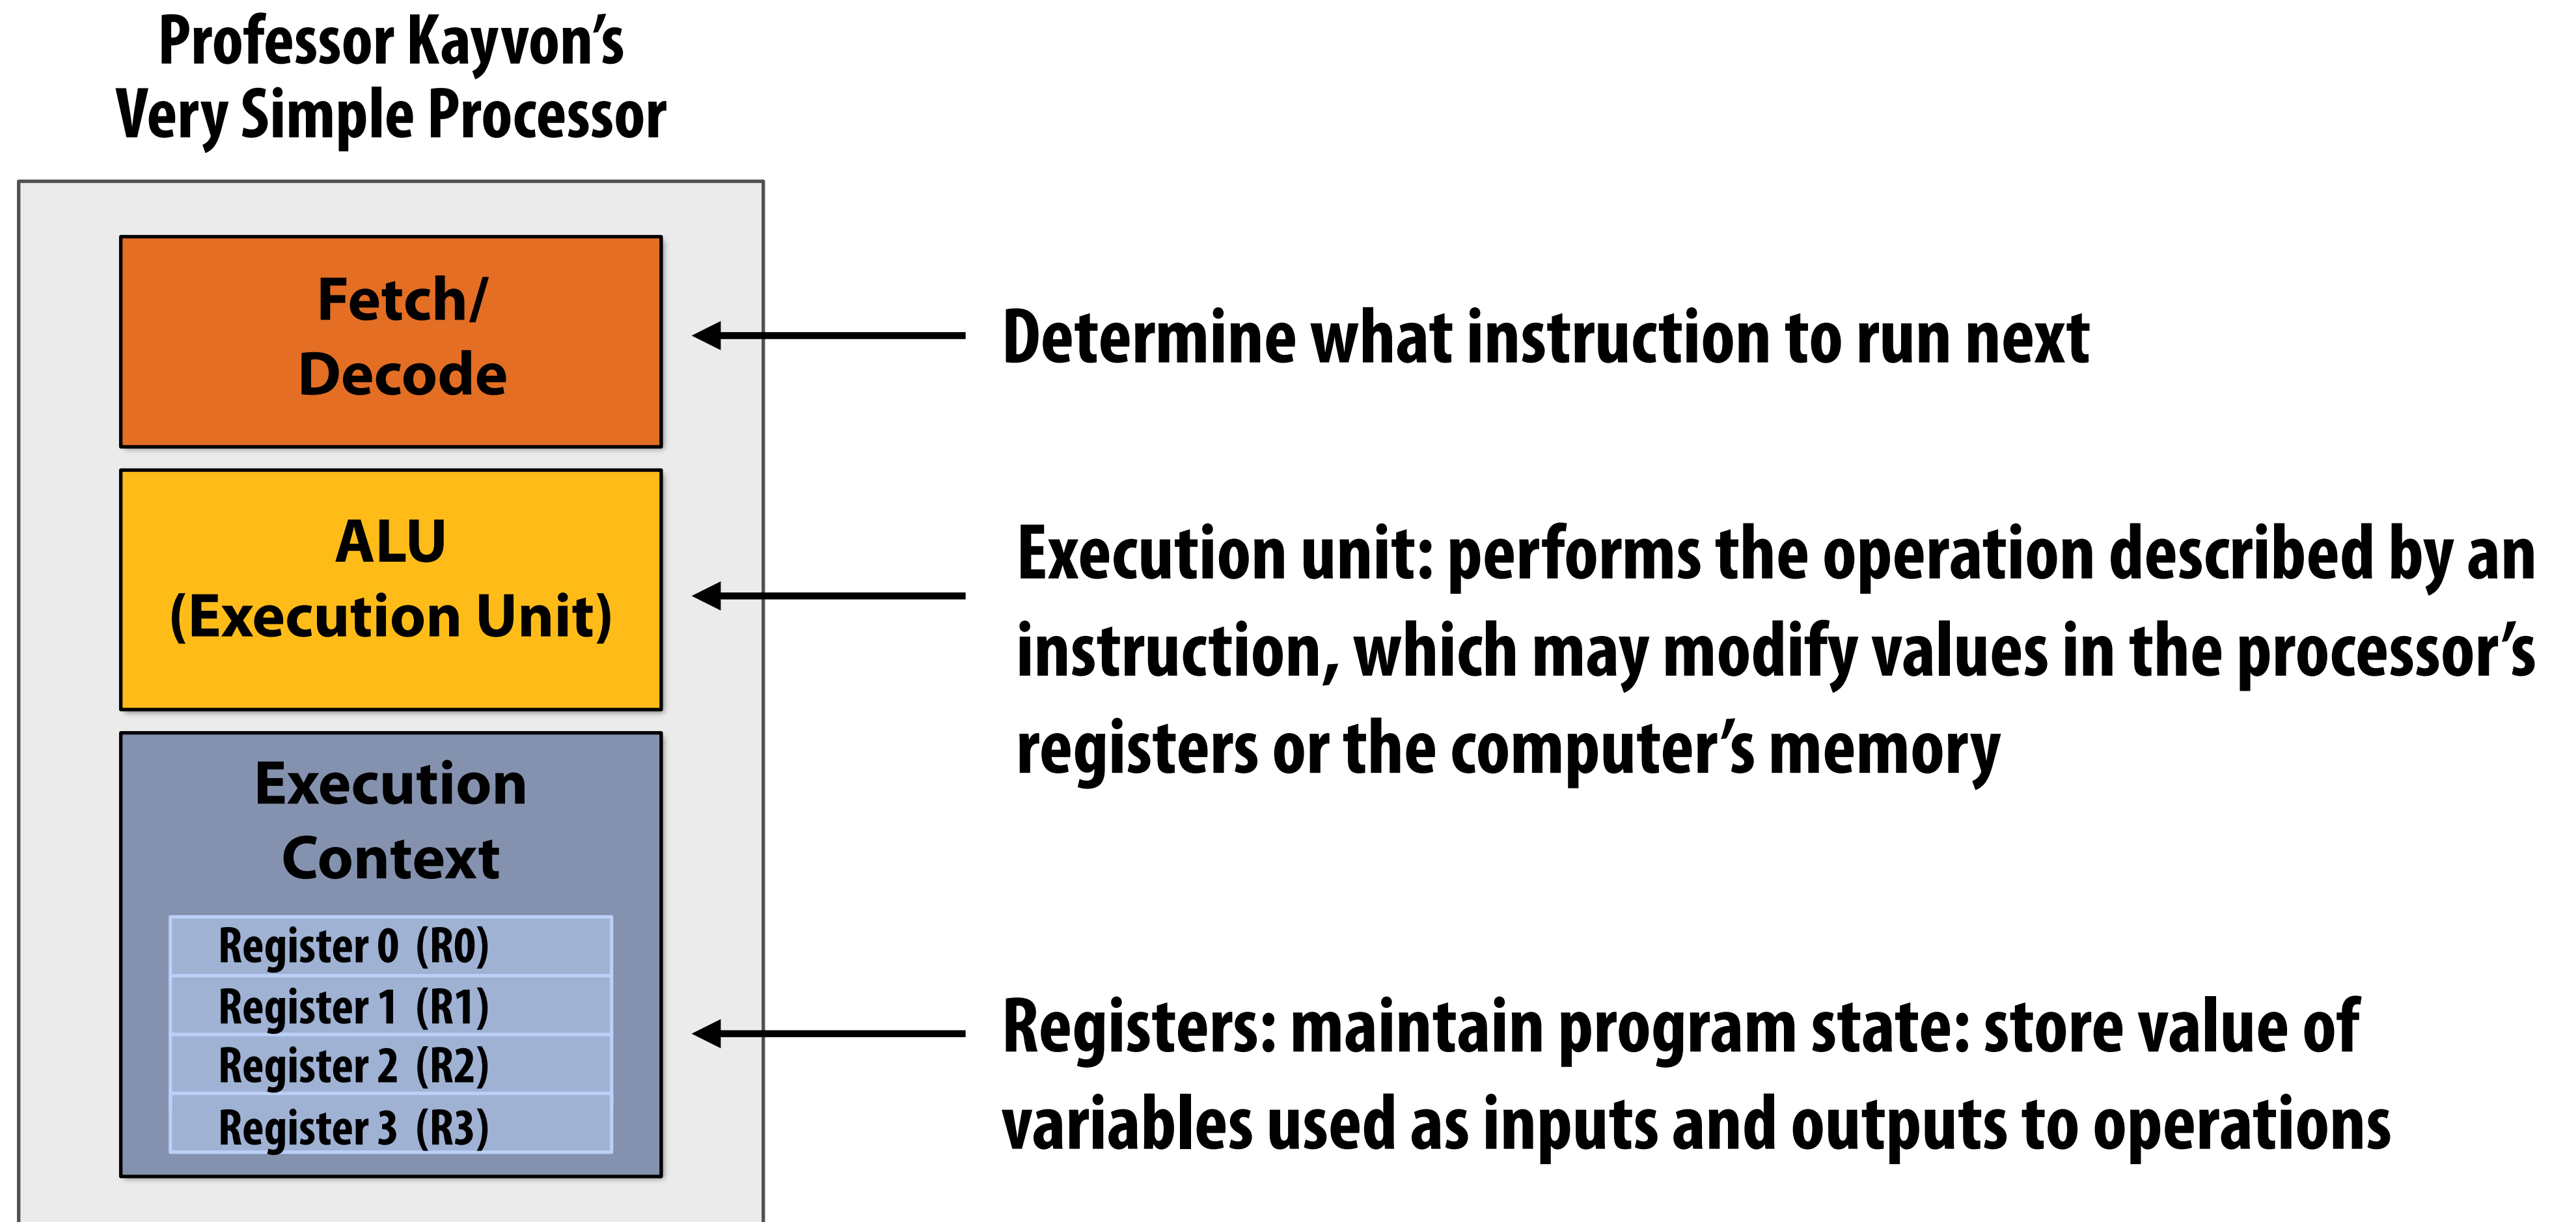 Professor Kayvon’s
Very Simple Processor
Fetch/
Decode
Determine what instruction to run next
ALU
(Execution Unit)
Execution unit: performs the operation described by an
instruction, which may modify values in the processor’s
registers or the computer’s memory
Execution
Context
Register 0 (R0)
Register 1 (R1)
Register 2 (R2)
Register 3 (R3)
Registers: maintain program state: store value of
variables used as inputs and outputs to operations